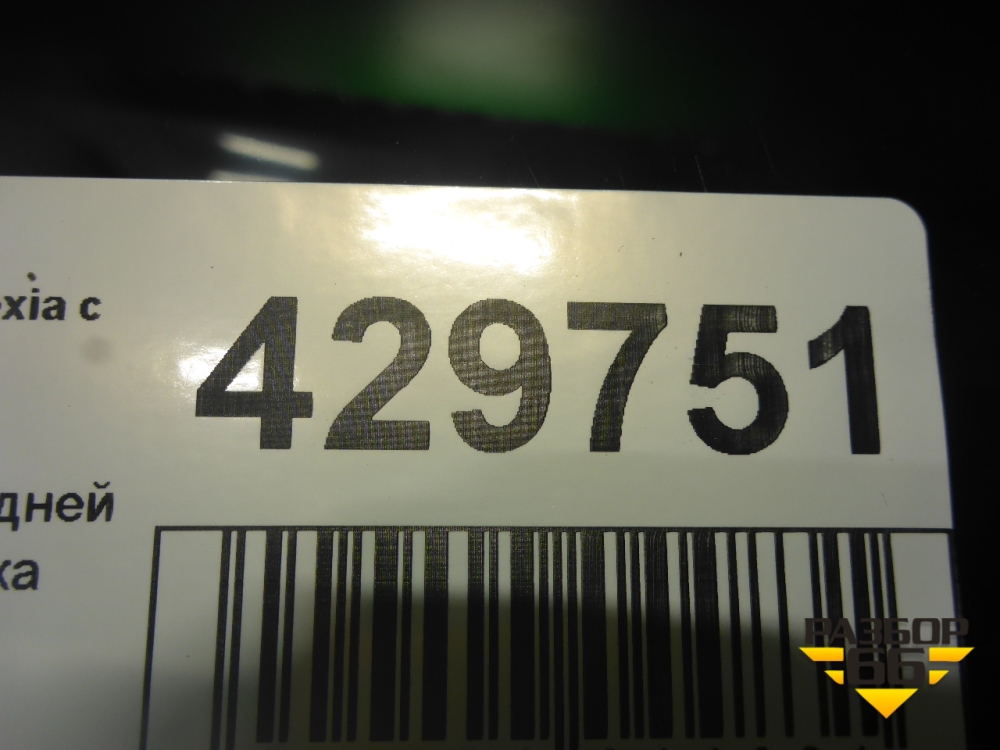 xia с
429751
дней
ка
РАЗБОР
66